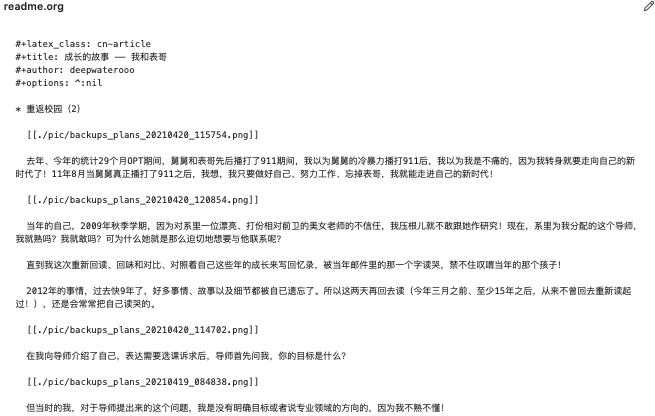 readme.org
#+latex_class: cn-article
#+title: 成长的故事 —— 我和表哥
#+author: deepwaterooo
#+options: ^:nil
* 重返校园（2）
[[./pic/backups_plans_20210420_115754.png]]
去年、今年的统计29个月OPT期间，舅舅和表哥先后播打了911期间，我以为舅舅的冷暴力播打911后，我以为我是不痛的，因为我转身就要走向自己的新
时代了！11年8月当舅舅真正播打了911之后，我想，我只要做好自己、努力工作、忘掉表哥，我就能走进自己的新时代！
[[./pic/backups_plans_20210420_120854.png]]
当年的自己，2009年秋季学期，因为对系里一位漂亮、打份相对前卫的美女老师的不信任，我压根儿就不敢跟她作研究！现在，系里为我分配的这个导师，
我就熟吗？我就敢吗？可为什么她就是那么迫切地想要与他联系呢？
直到我这次重新回读、回味和对比、对照着自己这些年的成长来写回忆录，被当年邮件里的那一个字读哭，禁不住叹喟当年的那个孩子！
2012年的事情，过去快9年了，好多事情、故事以及细节都被自已遗忘了。所以这两天再回去读（今年三月之前、至少15年之后，从来不曾回去重新读起
过！），还是会常常把自己读哭的。
[[./pic/backups_plans_20210420_114702.png]]
在我向导师介绍了自己，表达需要选课诉求后，导师首先问我，你的目标是什么？
[[./pic/backups_plans_20210419_084838.png]]
但当时的我，对于导师提出来的这个问题，我是没有明确目标或者说专业领域的方向的，因为我不熟不懂！